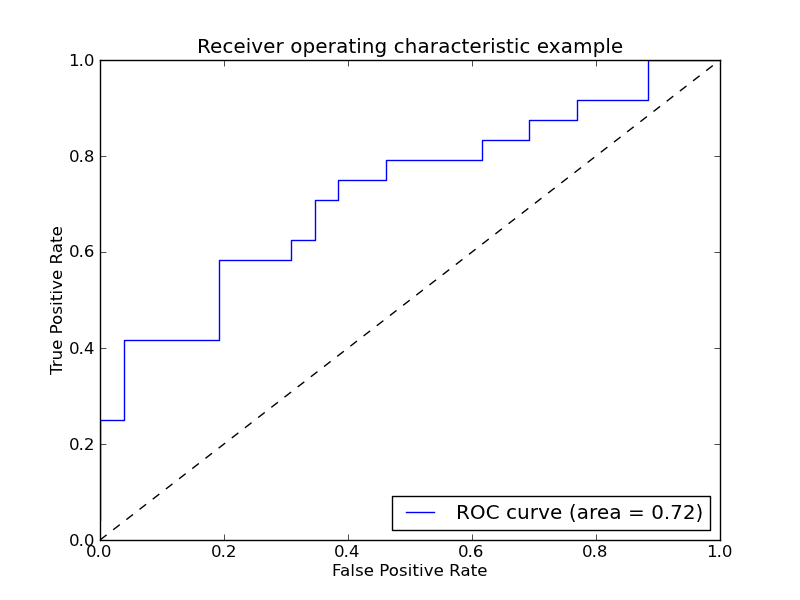 Receiver operating characteristic example
1.0
0.8
0.6
0.4
0.2
0.0
True Positive Rate
ROC curve (area = 0.72)
0.0 0.2 0.4 0.6 0.8 1.0
False Positive Rate